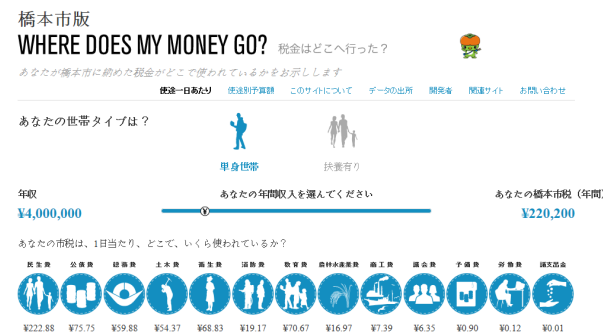 橋本市版
WHERE DOES MY MONEY GO? 税金はどこへ行った？
あなたが橋本市に納めた税金がどこで使われているかをお示しします
使途一日あたり 使途別予算額 このサイトについて データの出所 開発者 関連サイト お問い合わせ
あなたの世帯タイプは？
単身世帯 扶養有り
年収 あなたの年間収入を選んでください あなたの橋本市税（年間）
¥4,000,000 ¥220,200
¥
あなたの市税は、1日当たり、どこで、いくら使われているか？
民生費 公債費 総務費 土木費 衛生費 消防費 教育費 農林水産業費 商工費 議会費 予備費 労働費 諸支出金
¥222.88 ¥75.75 ¥59.88 ¥54.37 ¥68.83 ¥19.17 ¥70.67 ¥16.97 ¥7.39 ¥6.35 ¥0.90 ¥0.12 ¥0.01